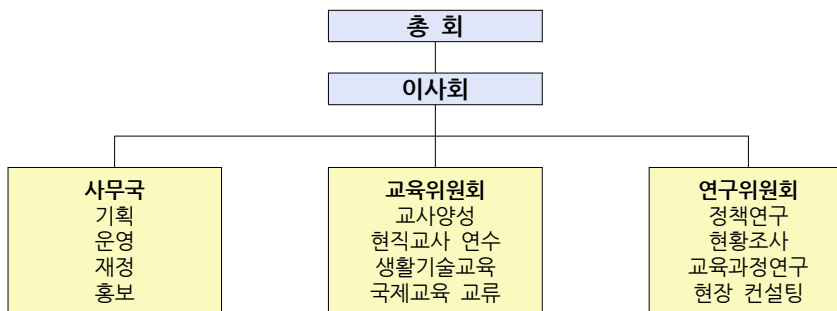 총 회
이사회
사무국
기획
운영
재정
홍보
교육위원회
교사양성
현직교사 연수
생활기술교육
국제교육 교류
연구위원회
정책연구
현황조사
교육과정연구
현장 컨설팅